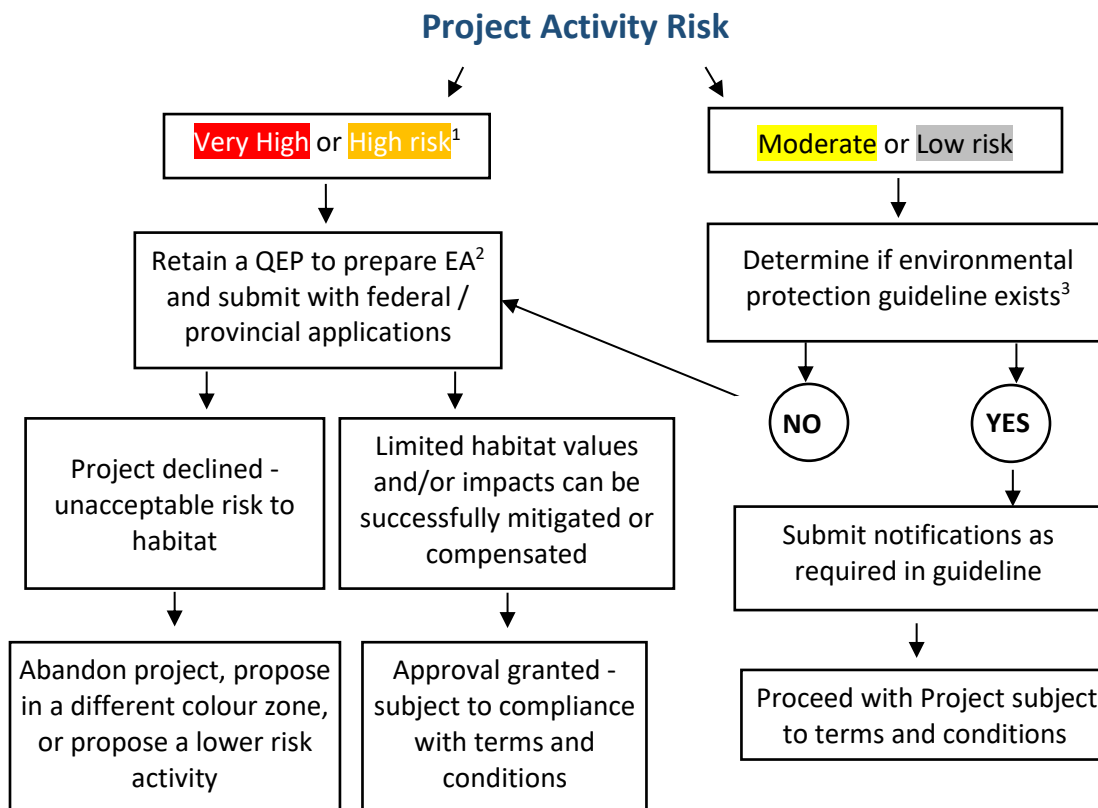 Project Activity Risk
Very High or High risk¹
Moderate or Low risk
Retain a QEP to prepare EA²
and submit with federal /
provincial applications
Determine if environmental
protection guideline exists³
NO
YES
Project declined -
unacceptable risk to
habitat
Limited habitat values
and/or impacts can be
successfully mitigated or
compensated
Submit notifications as
required in guideline
Abandon project, propose
in a different colour zone,
or propose a lower risk
activity
Approval granted -
subject to compliance
with terms and
conditions
Proceed with Project subject
to terms and conditions